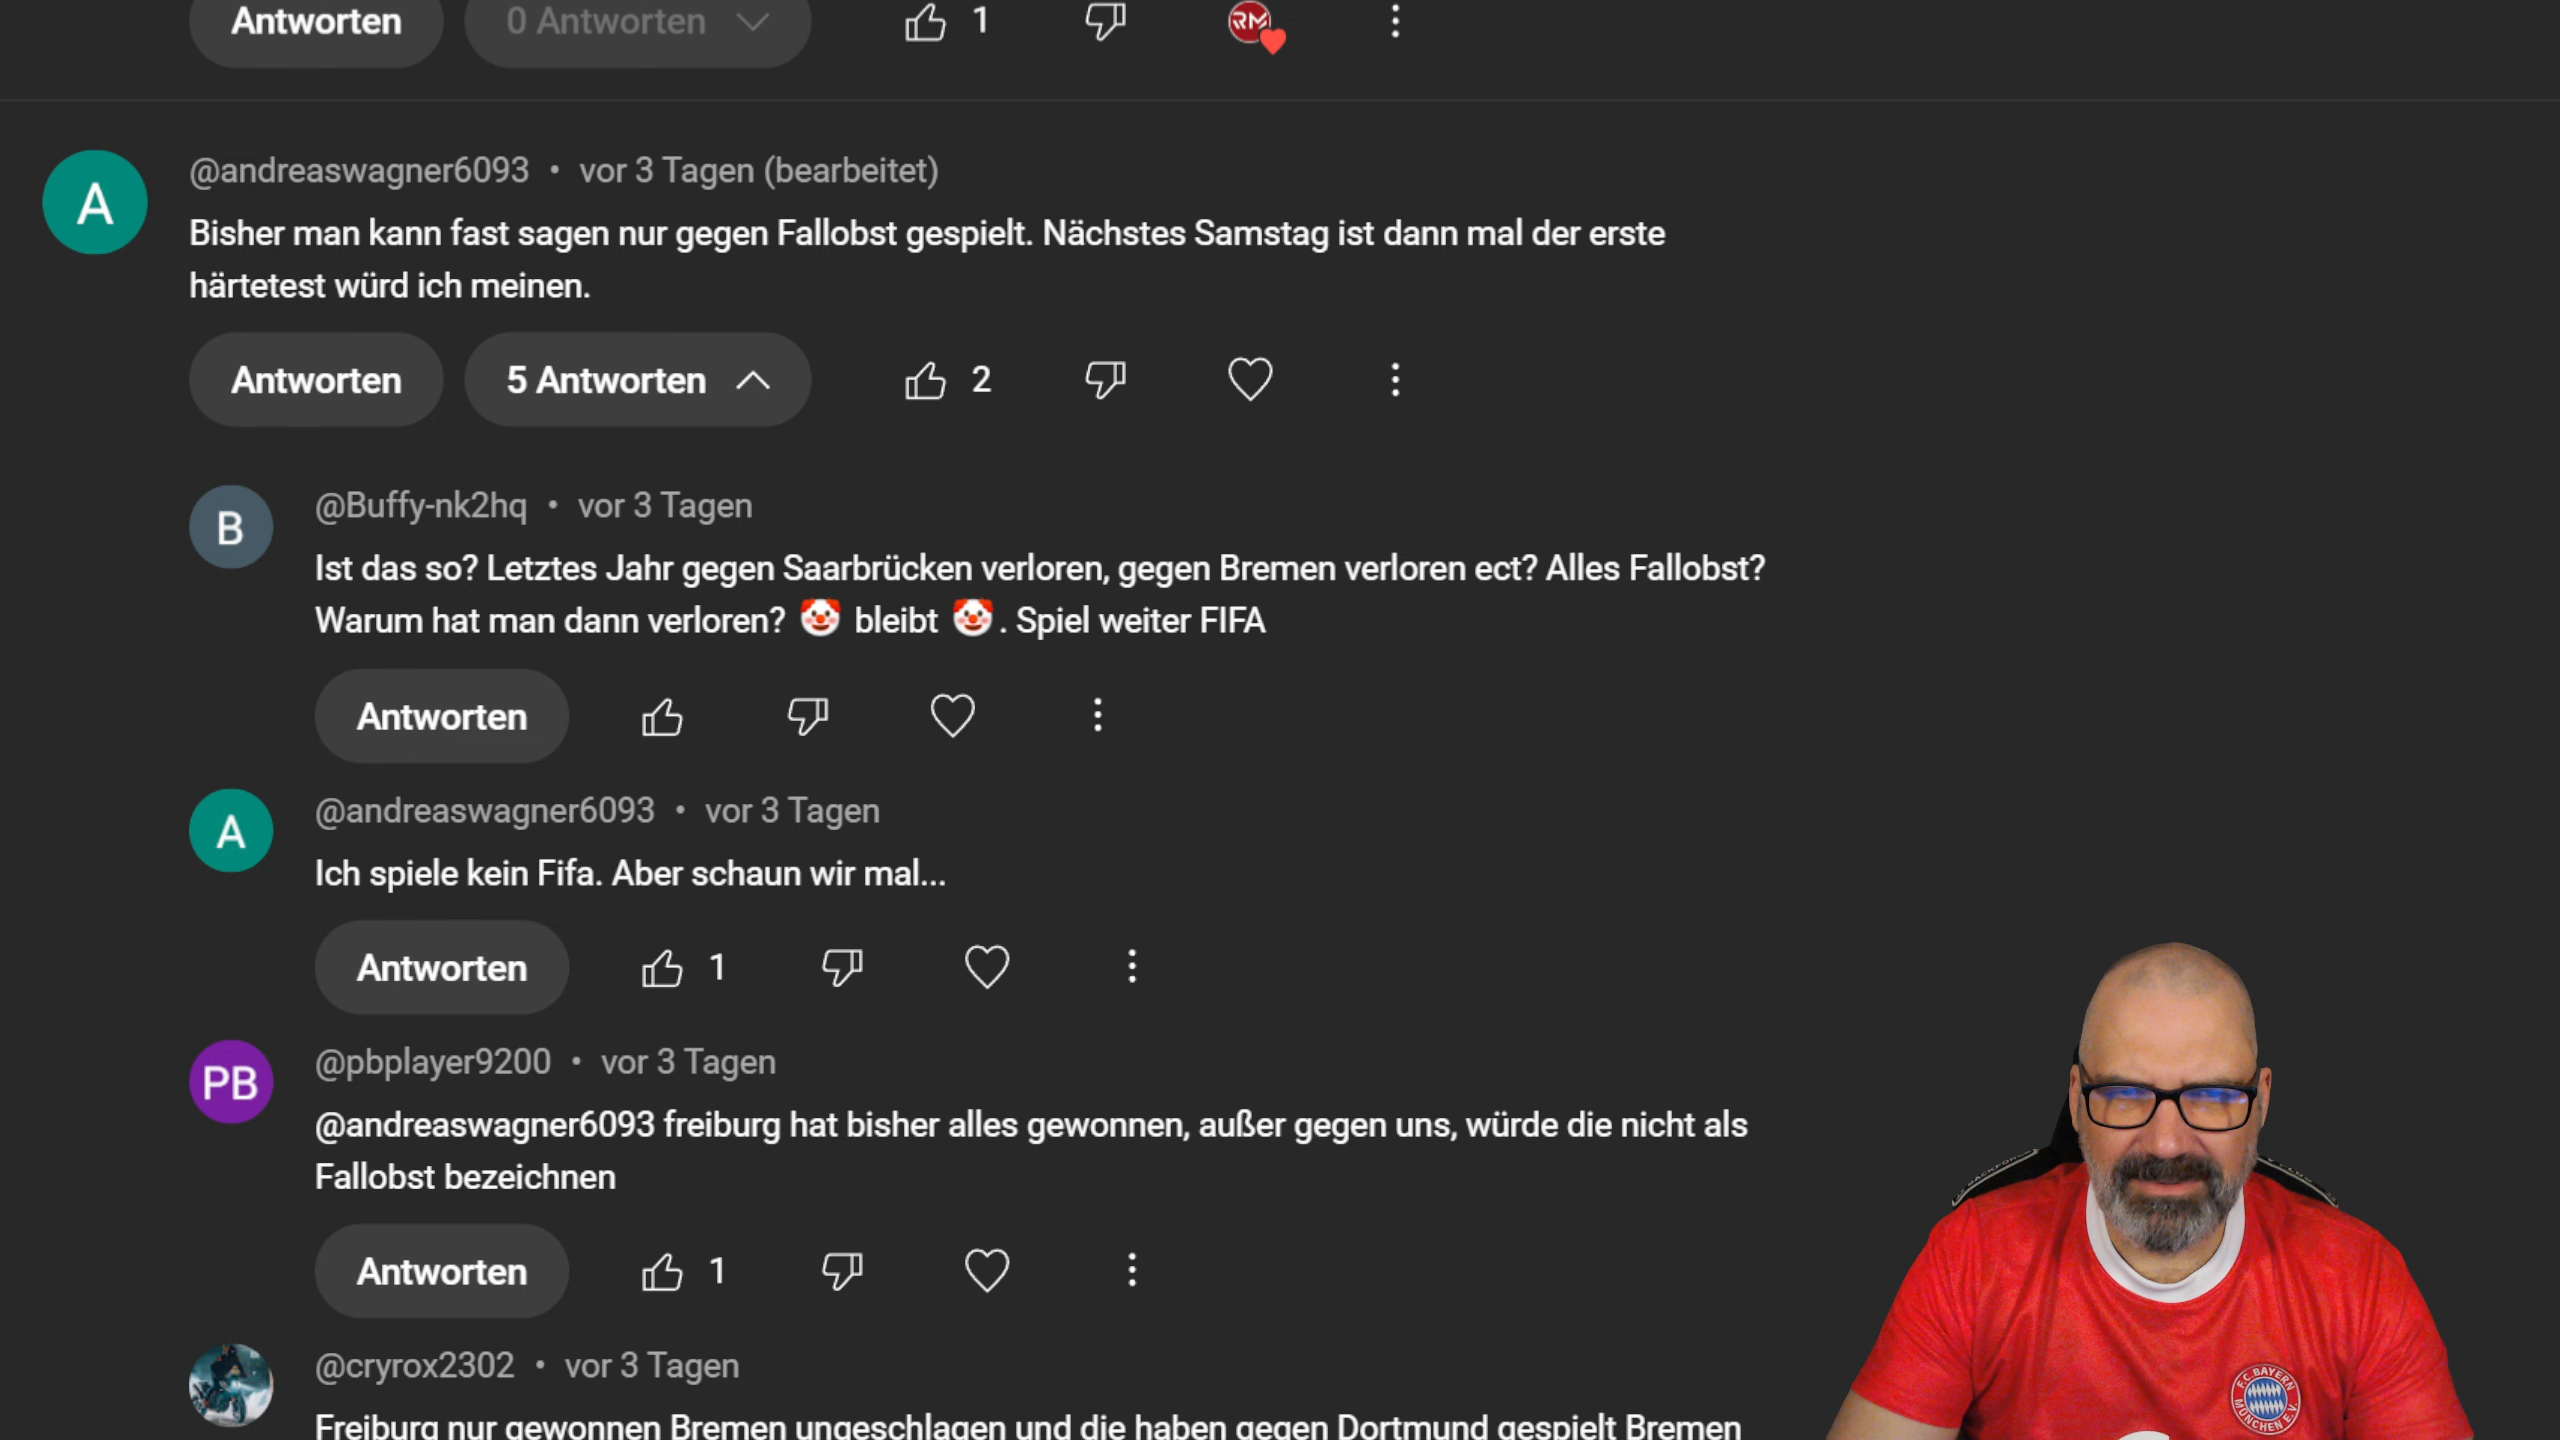 Antworten 0 Antworten 1 RM
A @andreaswagner6093 • vor 3 Tagen (bearbeitet)
Bisher man kann fast sagen nur gegen Fallobst gespielt. Nächstes Samstag ist dann mal der erste
härtetest würd ich meinen.
Antworten 5 Antworten 2
B @Buffy-nk2hq • vor 3 Tagen
Ist das so? Letztes Jahr gegen Saarbrücken verloren, gegen Bremen verloren ect? Alles Fallobst?
Warum hat man dann verloren? 🤡 bleibt 🤡. Spiel weiter FIFA
Antworten
A @andreaswagner6093 • vor 3 Tagen
Ich spiele kein Fifa. Aber schaun wir mal...
Antworten 1
PB @pbplayer9200 • vor 3 Tagen
@andreaswagner6093 freiburg hat bisher alles gewonnen, außer gegen uns, würde die nicht als
Fallobst bezeichnen
Antworten 1
@cryrox2302 • vor 3 Tagen
Freiburg nur gewonnen Bremen ungeschlagen und die haben gegen Dortmund gespielt Bremen
F.C. BAYERN
MÜNCHEN E.V.